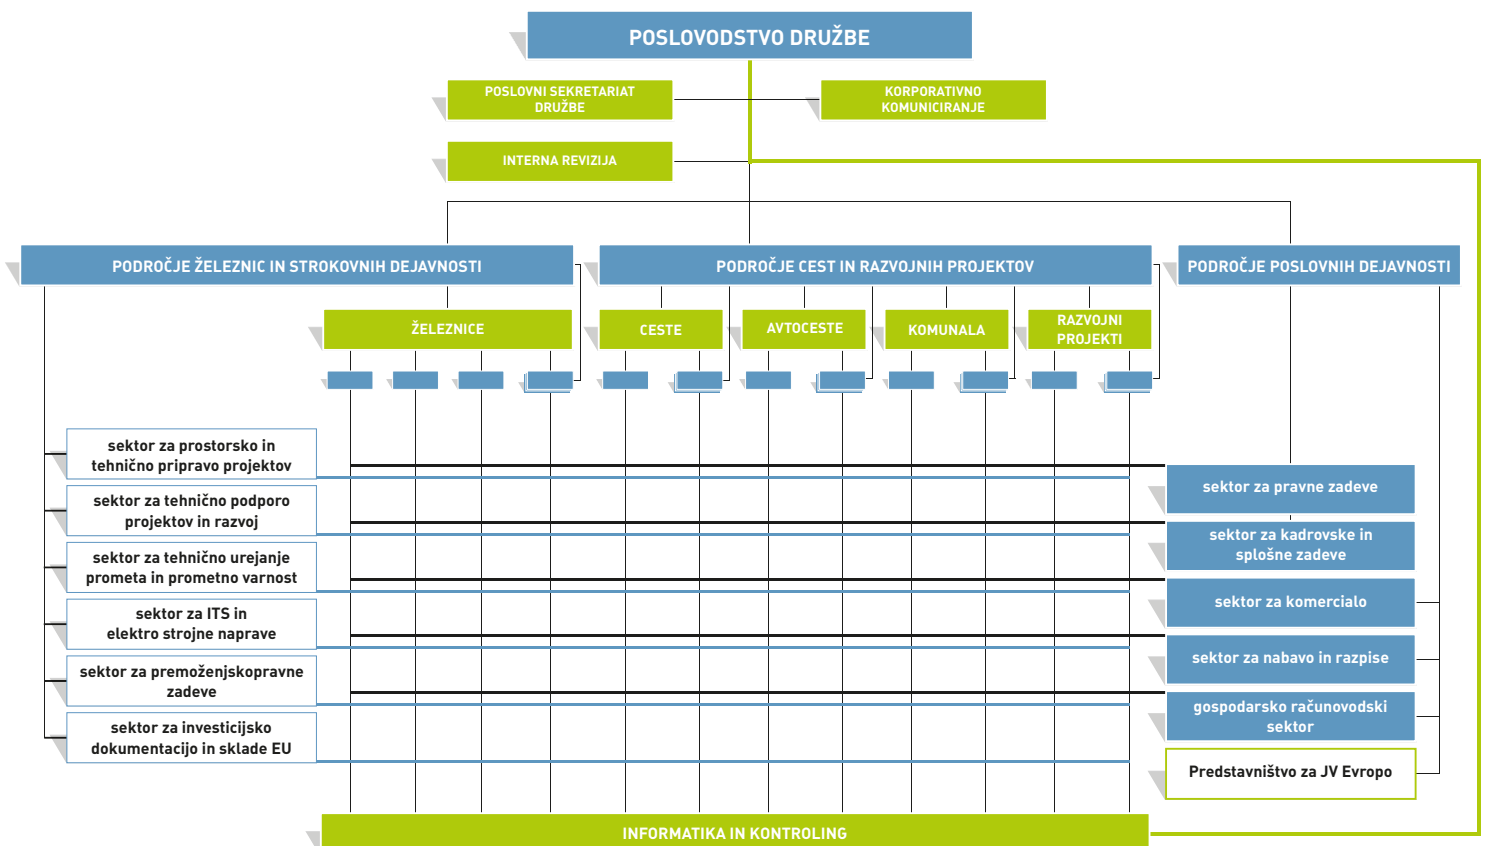 POSLOVODSTVO DRUŽBE
POSLOVNI SEKRETARIAT
DRUŽBE
KORPORATIVNO
KOMUNICIRANJE
INTERNA REVIZIJA
PODROČJE ŽELEZNIC IN STROKOVNIH DEJAVNOSTI
PODROČJE CEST IN RAZVOJNIH PROJEKTOV
PODROČJE POSLOVNIH DEJAVNOSTI
ŽELEZNICE
CESTE
AVTOCESTE
KOMUNALA
RAZVOJNI
PROJEKTI
sektor za prostorsko in
tehnično pripravo projektov
sektor za tehnično podporo
projektov in razvoj
sektor za tehnično urejanje
prometa in prometno varnost
sektor za ITS in
elektro strojne naprave
sektor za premoženjskopravne
zadeve
sektor za investicijsko
dokumentacijo in sklade EU
sektor za pravne zadeve
sektor za kadrovske in
splošne zadeve
sektor za komercialo
sektor za nabavo in razpise
gospodarsko računovodski
sektor
Predstavništvo za JV Evropo
INFORMATIKA IN KONTROLING